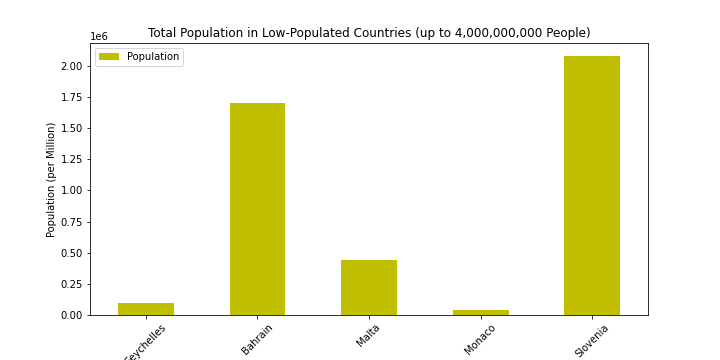 Total Population in Low-Populated Countries (up to 4,000,000,000 People)
1e6
Population
2.00
1.75
1.50
1.25
1.00
0.75
0.50
0.25
0.00
Population (per Million)
Seychelles
Bahrain
Malta
Monaco
Slovenia